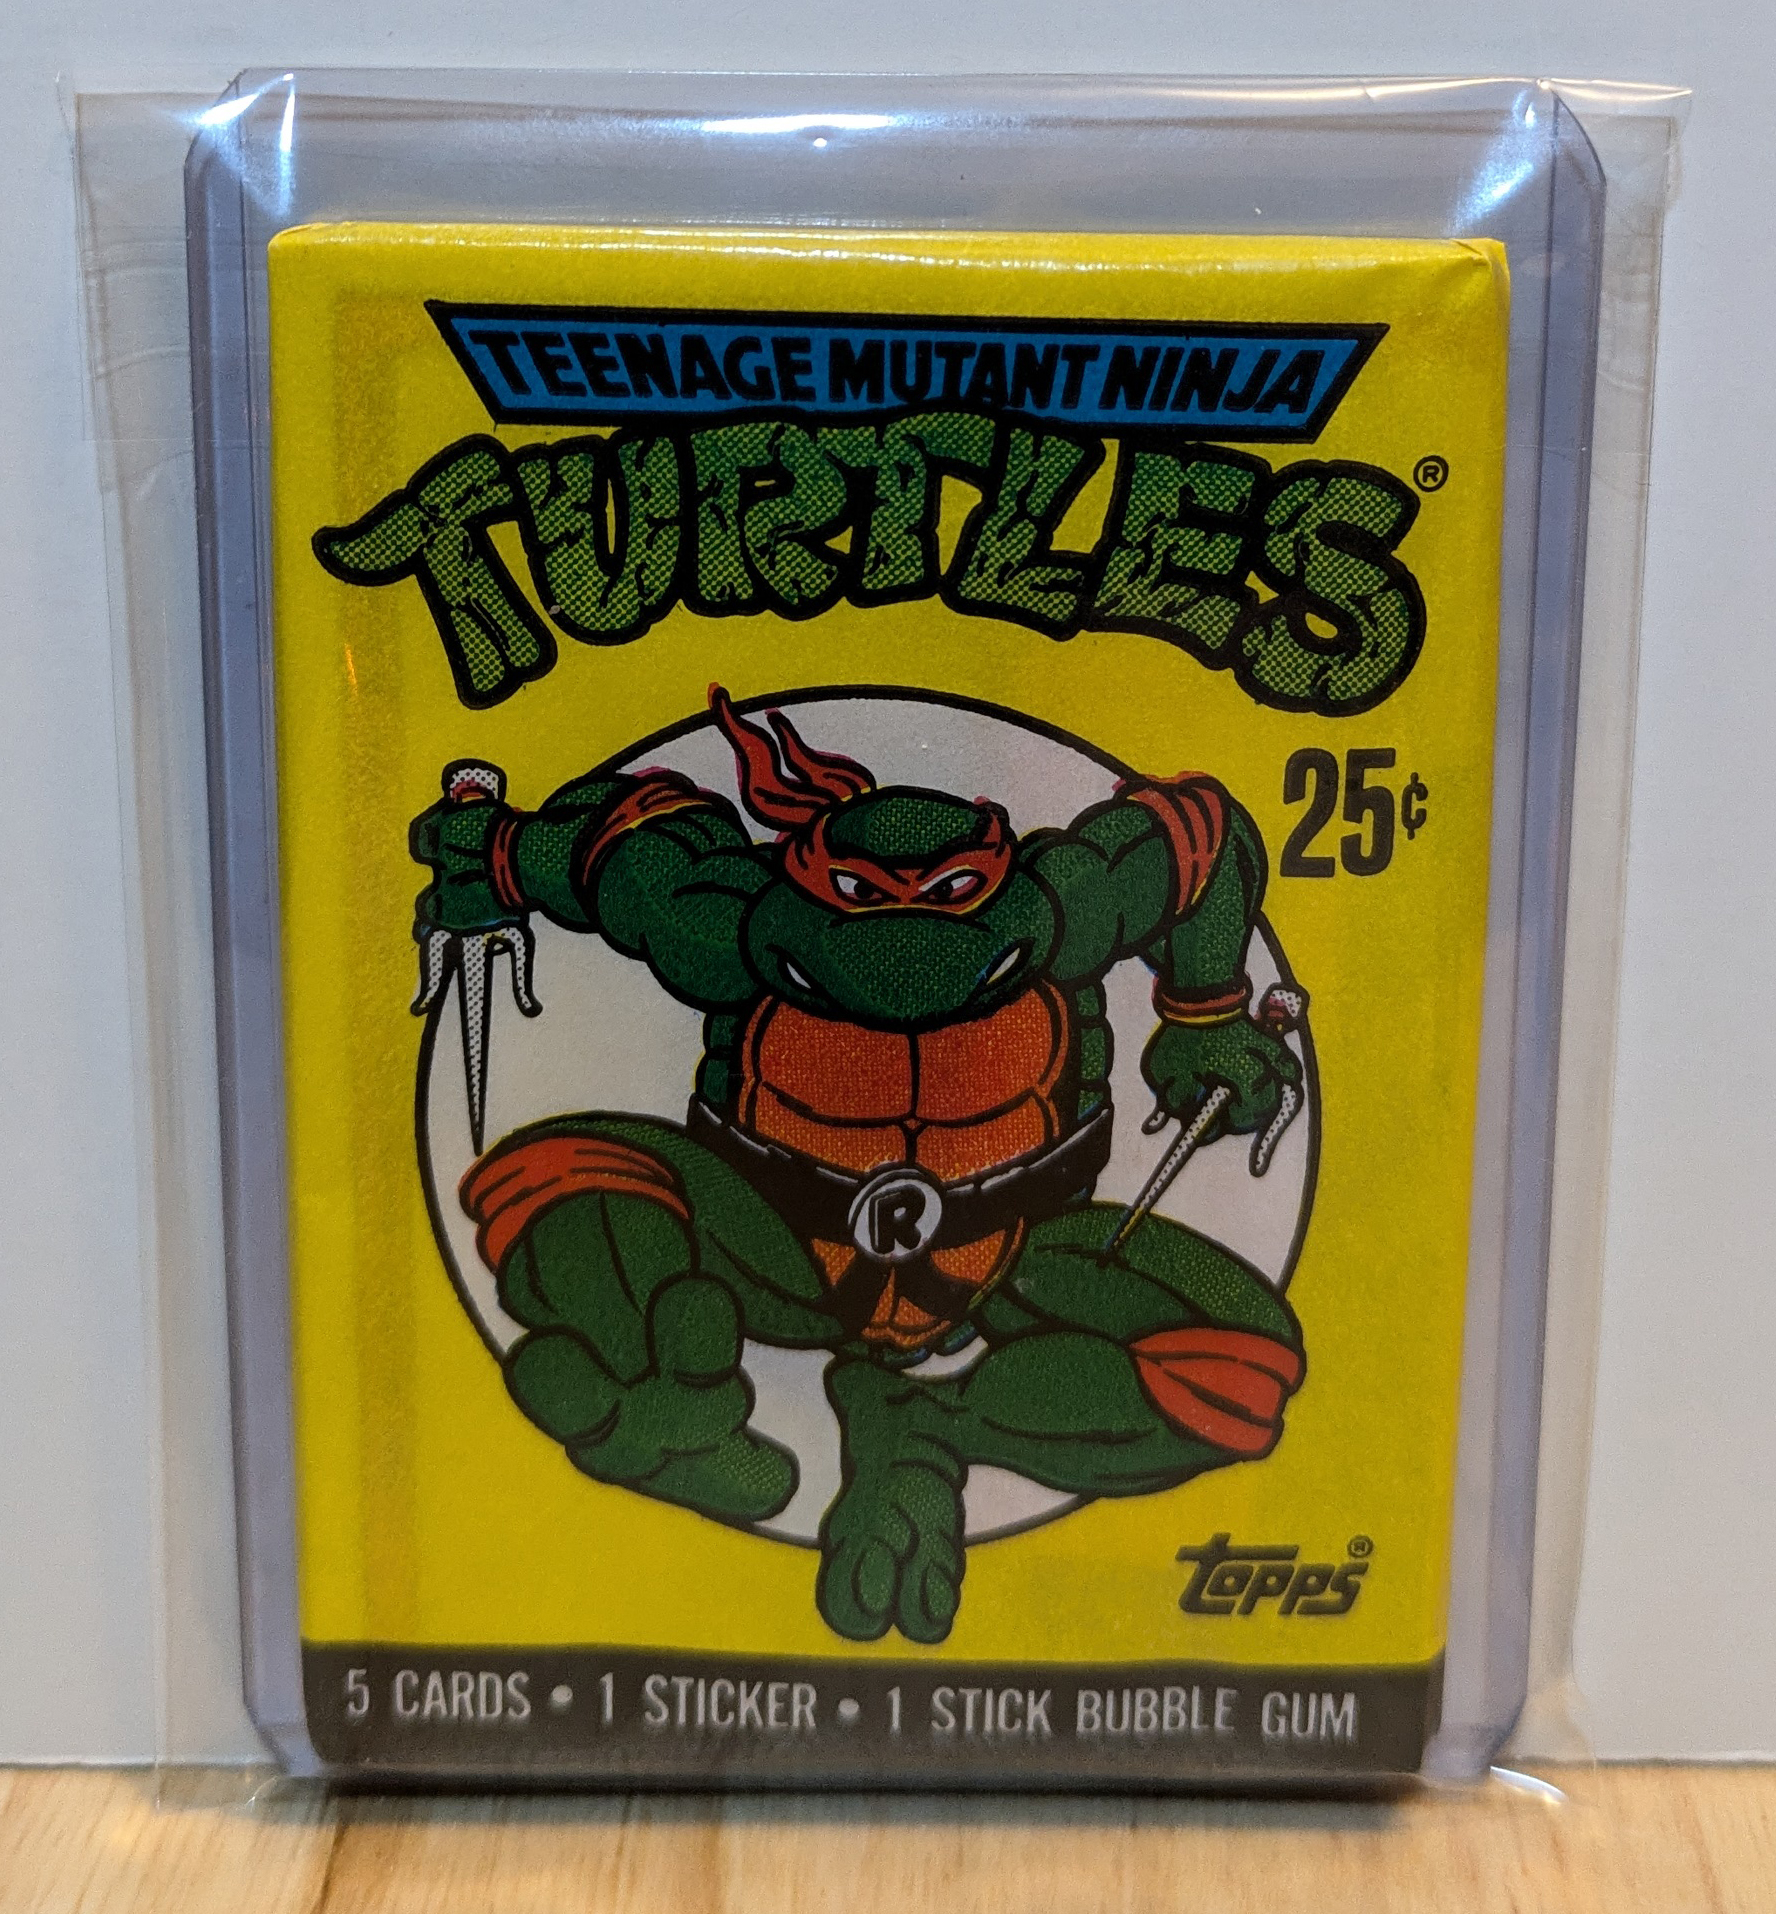 TEENAGE MUTANT NINJA
TURTLES®
25¢
R
topps®
5 CARDS • 1 STICKER • 1 STICK BUBBLE GUM